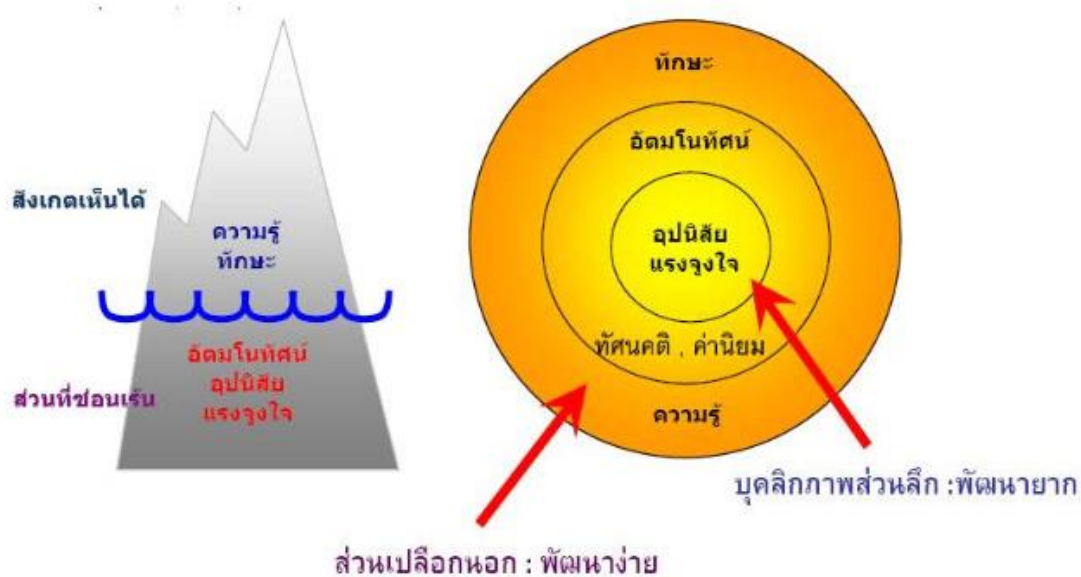 สังเกตเห็นได้
ความรู้
ทักษะ
อัตมโนทัศน์
อุปนิสัย
แรงจูงใจ
ส่วนที่ซ่อนเร้น
ทักษะ
อัตมโนทัศน์
อุปนิสัย
แรงจูงใจ
ทัศนคติ , ค่านิยม
ความรู้
บุคลิกภาพส่วนลึก :พัฒนายาก
ส่วนเปลือกนอก : พัฒนาง่าย